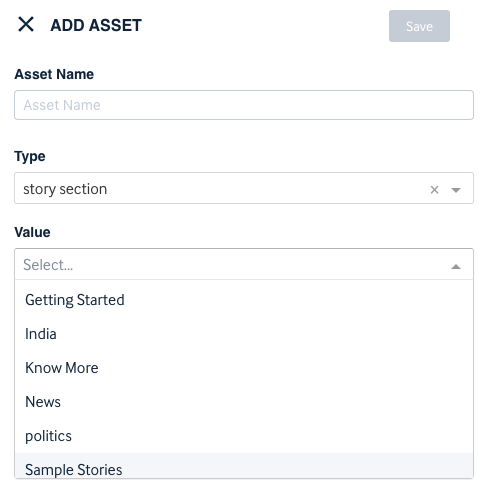 ADD ASSET
Save
Asset Name
Asset Name
Type
story section
Value
Select...
Getting Started
India
Know More
News
politics
Sample Stories